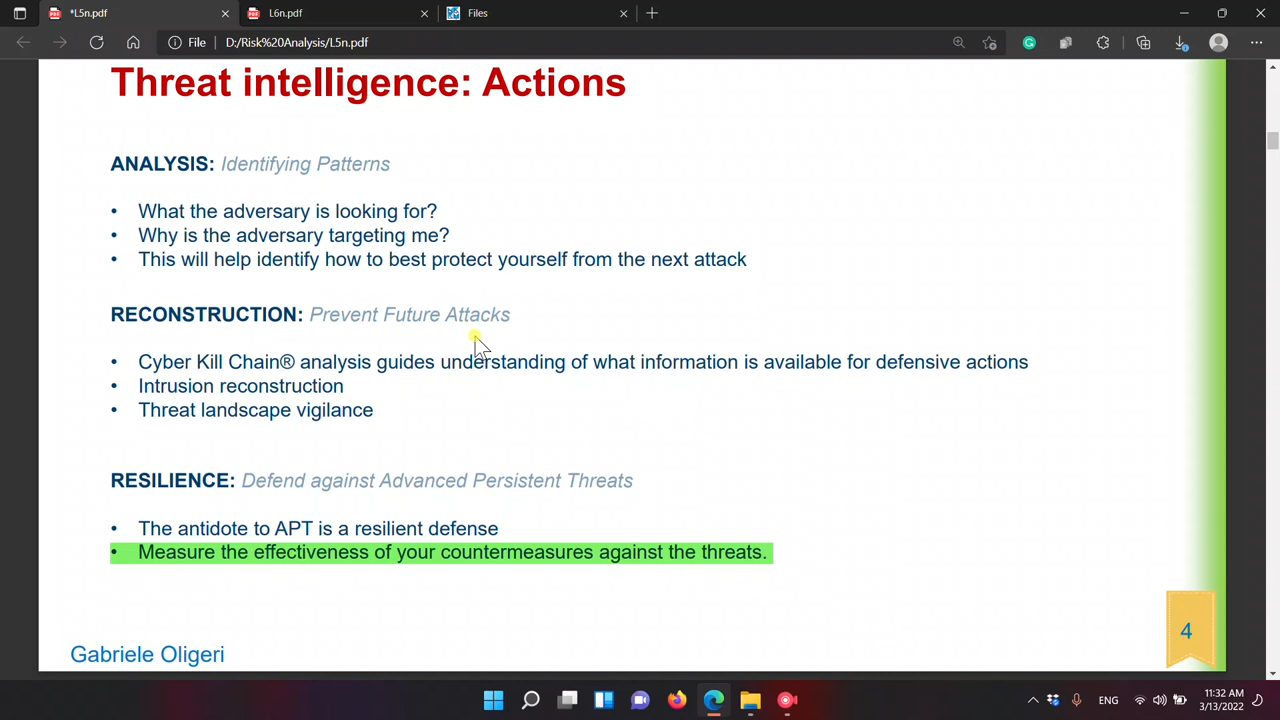 *L5n.pdf
L6n.pdf
Files
File
D:/Risk%20Analysis/L5n.pdf
Threat intelligence: Actions
ANALYSIS: Identifying Patterns
• What the adversary is looking for?
• Why is the adversary targeting me?
• This will help identify how to best protect yourself from the next attack
RECONSTRUCTION: Prevent Future Attacks
• Cyber Kill Chain® analysis guides understanding of what information is available for defensive actions
• Intrusion reconstruction
• Threat landscape vigilance
RESILIENCE: Defend against Advanced Persistent Threats
• The antidote to APT is a resilient defense
• Measure the effectiveness of your countermeasures against the threats.
4
Gabriele Oligeri
ENG
11:32 AM
3/13/2022